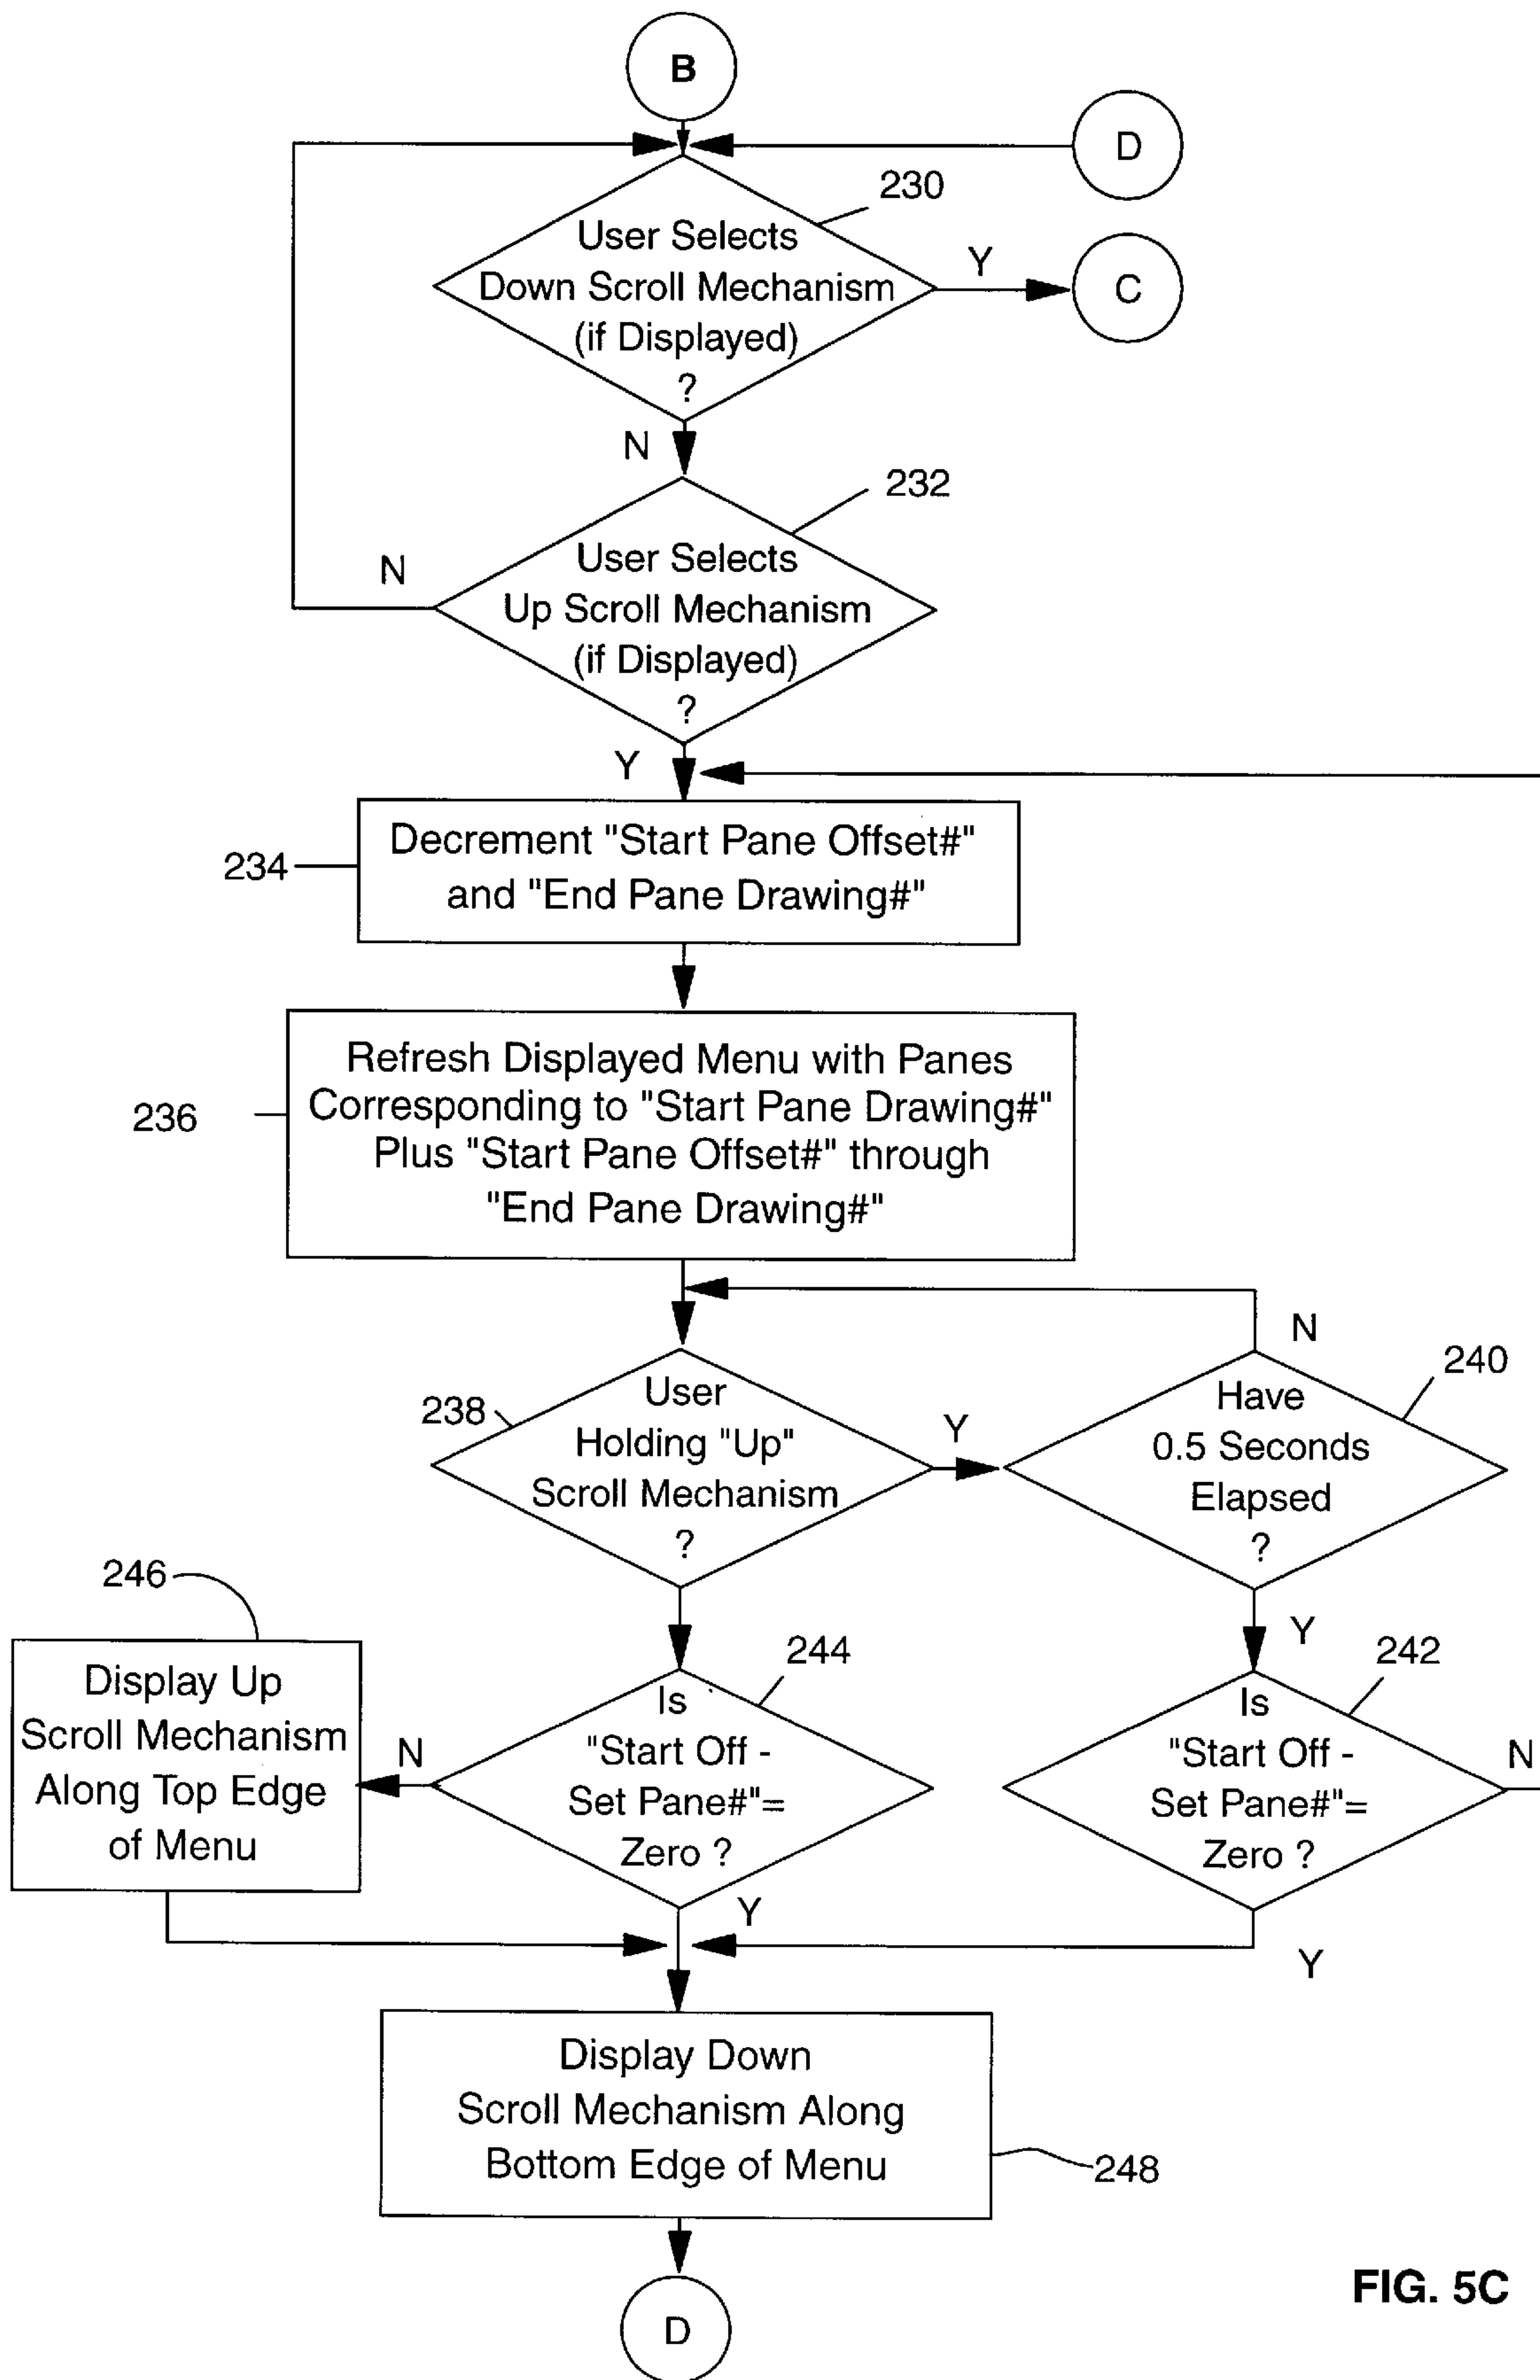 B
D
230
User Selects
Down Scroll Mechanism
(if Displayed)
?
Y
C
N
232
User Selects
Up Scroll Mechanism
(if Displayed)
?
N
Y
234
Decrement "Start Pane Offset#"
and "End Pane Drawing#"
236
Refresh Displayed Menu with Panes
Corresponding to "Start Pane Drawing#"
Plus "Start Pane Offset#" through
"End Pane Drawing#"
N
238
User
Holding "Up"
Scroll Mechanism
?
Y
240
Have
0.5 Seconds
Elapsed
?
Y
246
Display Up
Scroll Mechanism
Along Top Edge
of Menu
N
244
Is
"Start Off -
Set Pane#"=
Zero ?
Y
242
Is
"Start Off -
Set Pane#"=
Zero ?
N
Y
Display Down
Scroll Mechanism Along
Bottom Edge of Menu
248
D
FIG. 5C